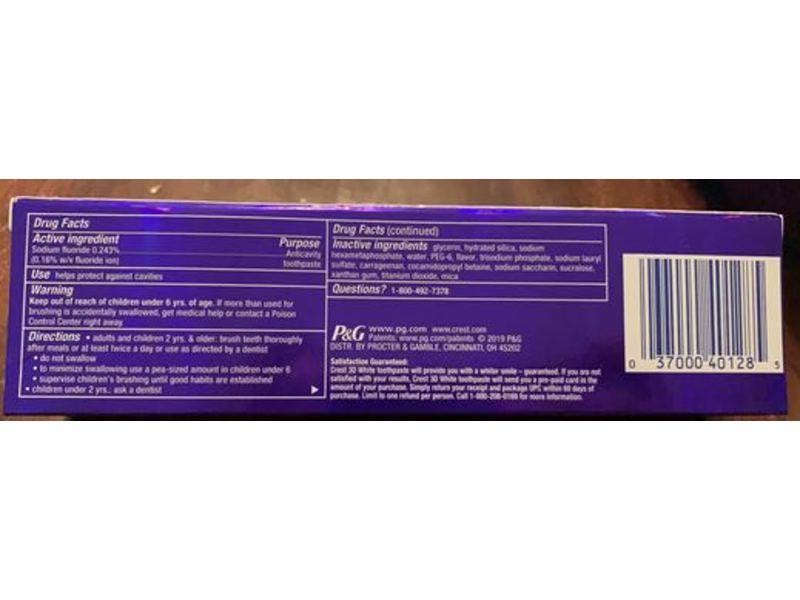 Drug Facts
Active ingredient Purpose
Sodium fluoride 0.243% Anticavity
(0.16% w/v fluoride ion) toothpaste
Use helps protect against cavities
Warning
Keep out of reach of children under 6 yrs. of age. If more than used for
brushing is accidentally swallowed, get medical help or contact a Poison
Control Center right away.
Directions • adults and children 2 yrs. & older: brush teeth thoroughly
after meals or at least twice a day or use as directed by a dentist
• do not swallow
• to minimize swallowing use a pea-sized amount in children under 6
• supervise children's brushing until good habits are established
• children under 2 yrs.: ask a dentist
Drug Facts (continued)
Inactive ingredients glycerin, hydrated silica, sodium
hexametaphosphate, water, PEG-6, flavor, trisodium phosphate, sodium lauryl
sulfate, carrageenan, cocamidopropyl betaine, sodium saccharin, sucralose,
xanthan gum, titanium dioxide, mica
Questions? 1-800-492-7378
P&G www.pg.com www.crest.com
Patents: www.pg.com/patents © 2019 P&G
DISTR. BY PROCTER & GAMBLE, CINCINNATI, OH 45202
Satisfaction Guaranteed:
Crest 3D White toothpaste will provide you with a whiter smile – guaranteed. If you are not
satisfied with your results, Crest 3D White toothpaste will send you a pre-paid card in the
amount of your purchase. Simply return your receipt and package UPC within 60 days of
purchase. Limit to one refund per person. Call 1-800-208-0189 for more information.
0 37000 40128 5